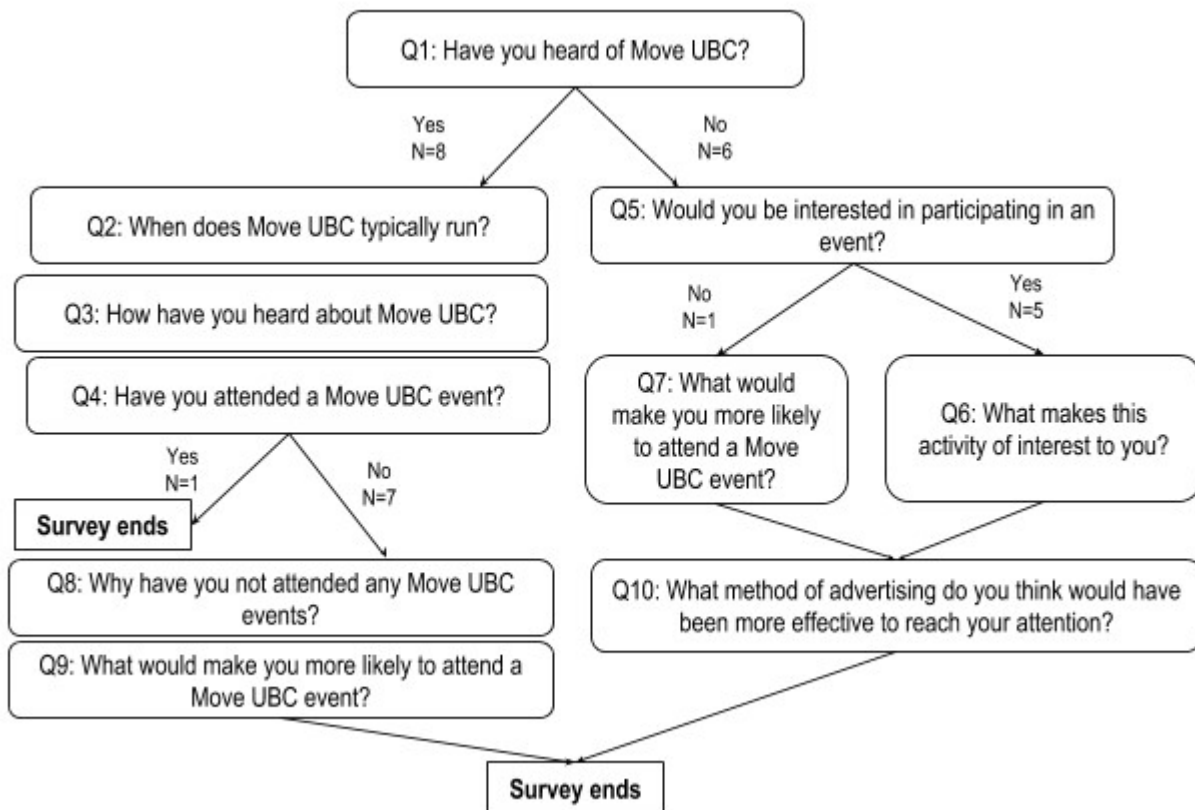 Q1: Have you heard of Move UBC?
Yes
N=8
No
N=6
Q2: When does Move UBC typically run?
Q3: How have you heard about Move UBC?
Q4: Have you attended a Move UBC event?
Yes
N=1
No
N=7
Survey ends
Q8: Why have you not attended any Move UBC
events?
Q9: What would make you more likely to attend a
Move UBC event?
Q5: Would you be interested in participating in an
event?
No
N=1
Yes
N=5
Q7: What would
make you more likely
to attend a Move
UBC event?
Q6: What makes this
activity of interest to you?
Q10: What method of advertising do you think would have
been more effective to reach your attention?
Survey ends